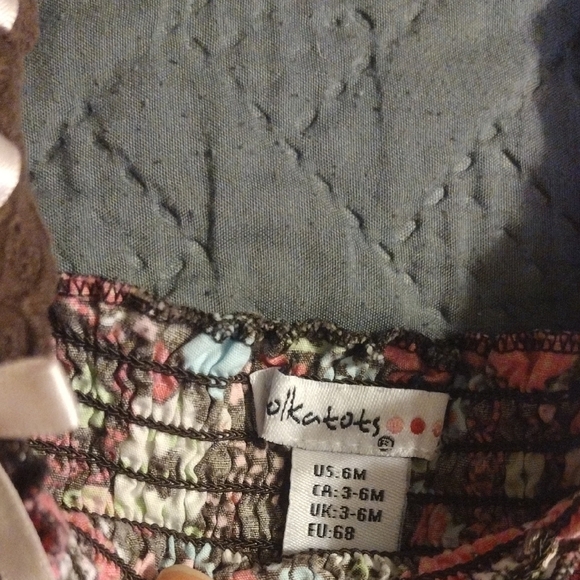 olkatots
®
US:6M
CA:3-6M
UK:3-6M
EU:68